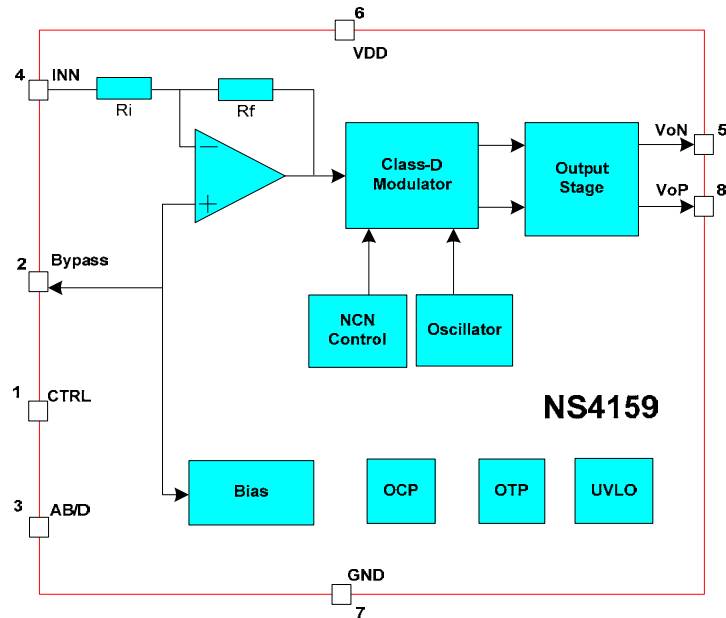 6
VDD
4
INN
Ri
Rf
Class-D
Modulator
Output
Stage
VoN
5
VoP
8
2
Bypass
NCN
Control
Oscillator
1
CTRL
NS4159
3
AB/D
Bias
OCP
OTP
UVLO
GND
7